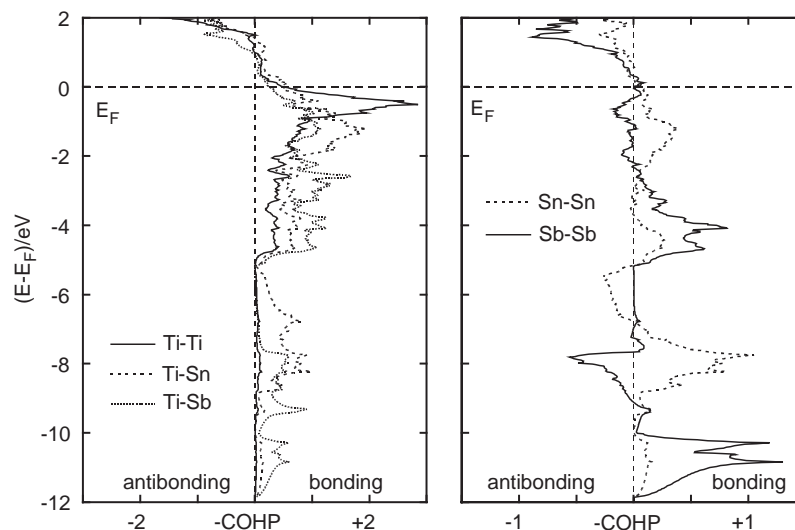 2
0
-2
-4
-6
-8
-10
-12
(E-E_F)/eV
E_F
Ti-Ti
Ti-Sn
Ti-Sb
antibonding
bonding
-2
-COHP
+2
E_F
Sn-Sn
Sb-Sb
antibonding
bonding
-1
-COHP
+1